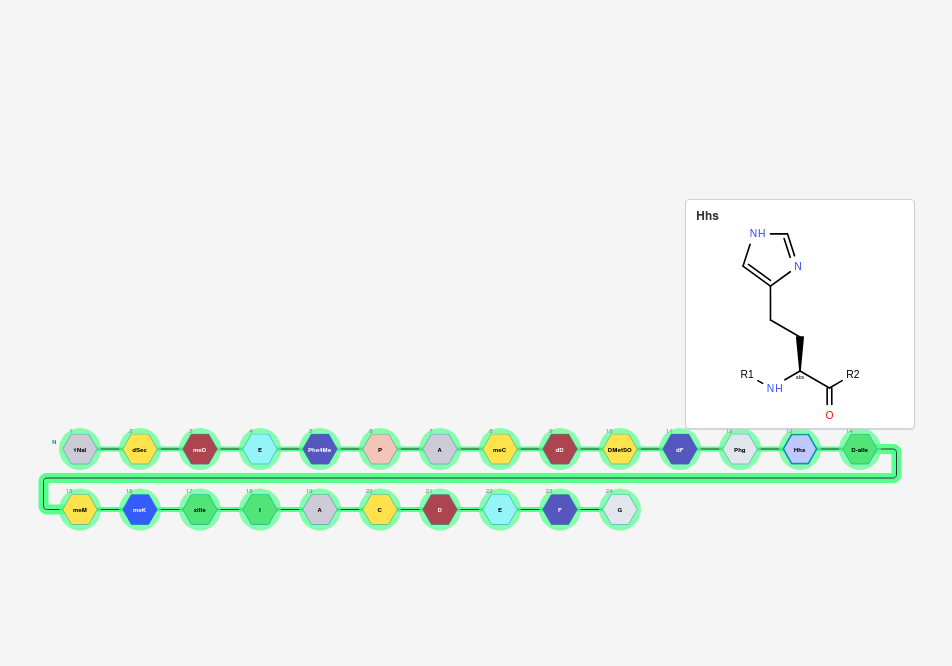 Hhs
NH
N
R1
NH
abs
R2
O
1 2 3 4 5 6 7 8 9 10 11 12 13 14
N 1Nal dSec meD E Phe4Me P A meC dD DMetSO dF Phg Hhs D-aIle
15 16 17 18 19 20 21 22 23 24
meM meK xiIle I A C D E F G